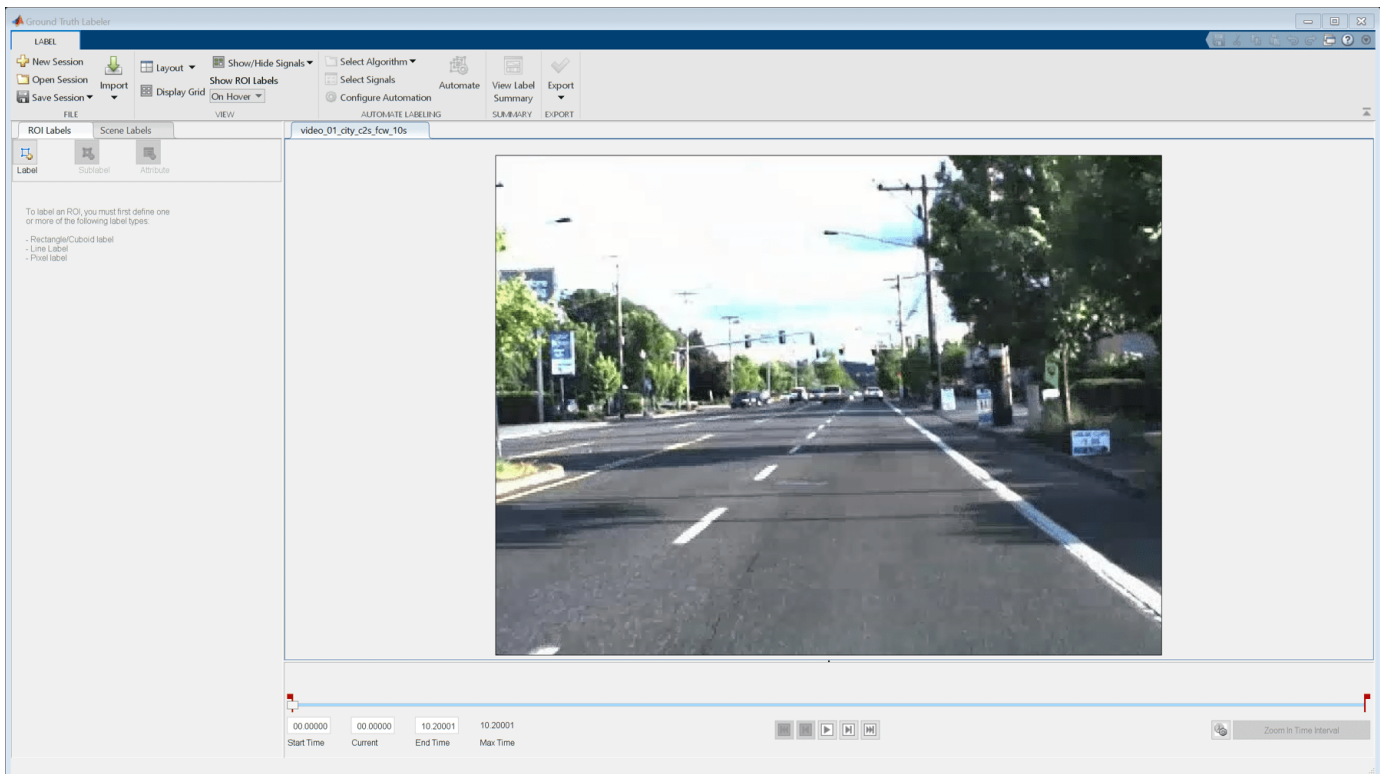 Ground Truth Labeler
LABEL
New Session
Open Session
Save Session
Import
FILE
Layout
Display Grid
Show/Hide Signals
Show ROI Labels
On Hover
VIEW
Select Algorithm
Select Signals
Configure Automation
Automate
AUTOMATE LABELING
View Label
Summary
SUMMARY
Export
EXPORT
ROI Labels
Scene Labels
Label
Sublabel
Attribute
To label an ROI, you must first define one
or more of the following label types:
- Rectangle/Cuboid label
- Line Label
- Pixel label
video_01_city_c2s_fcw_10s
00.00000
00.00000
10.20001
10.20001
Start Time
Current
End Time
Max Time
Zoom In Time Interval